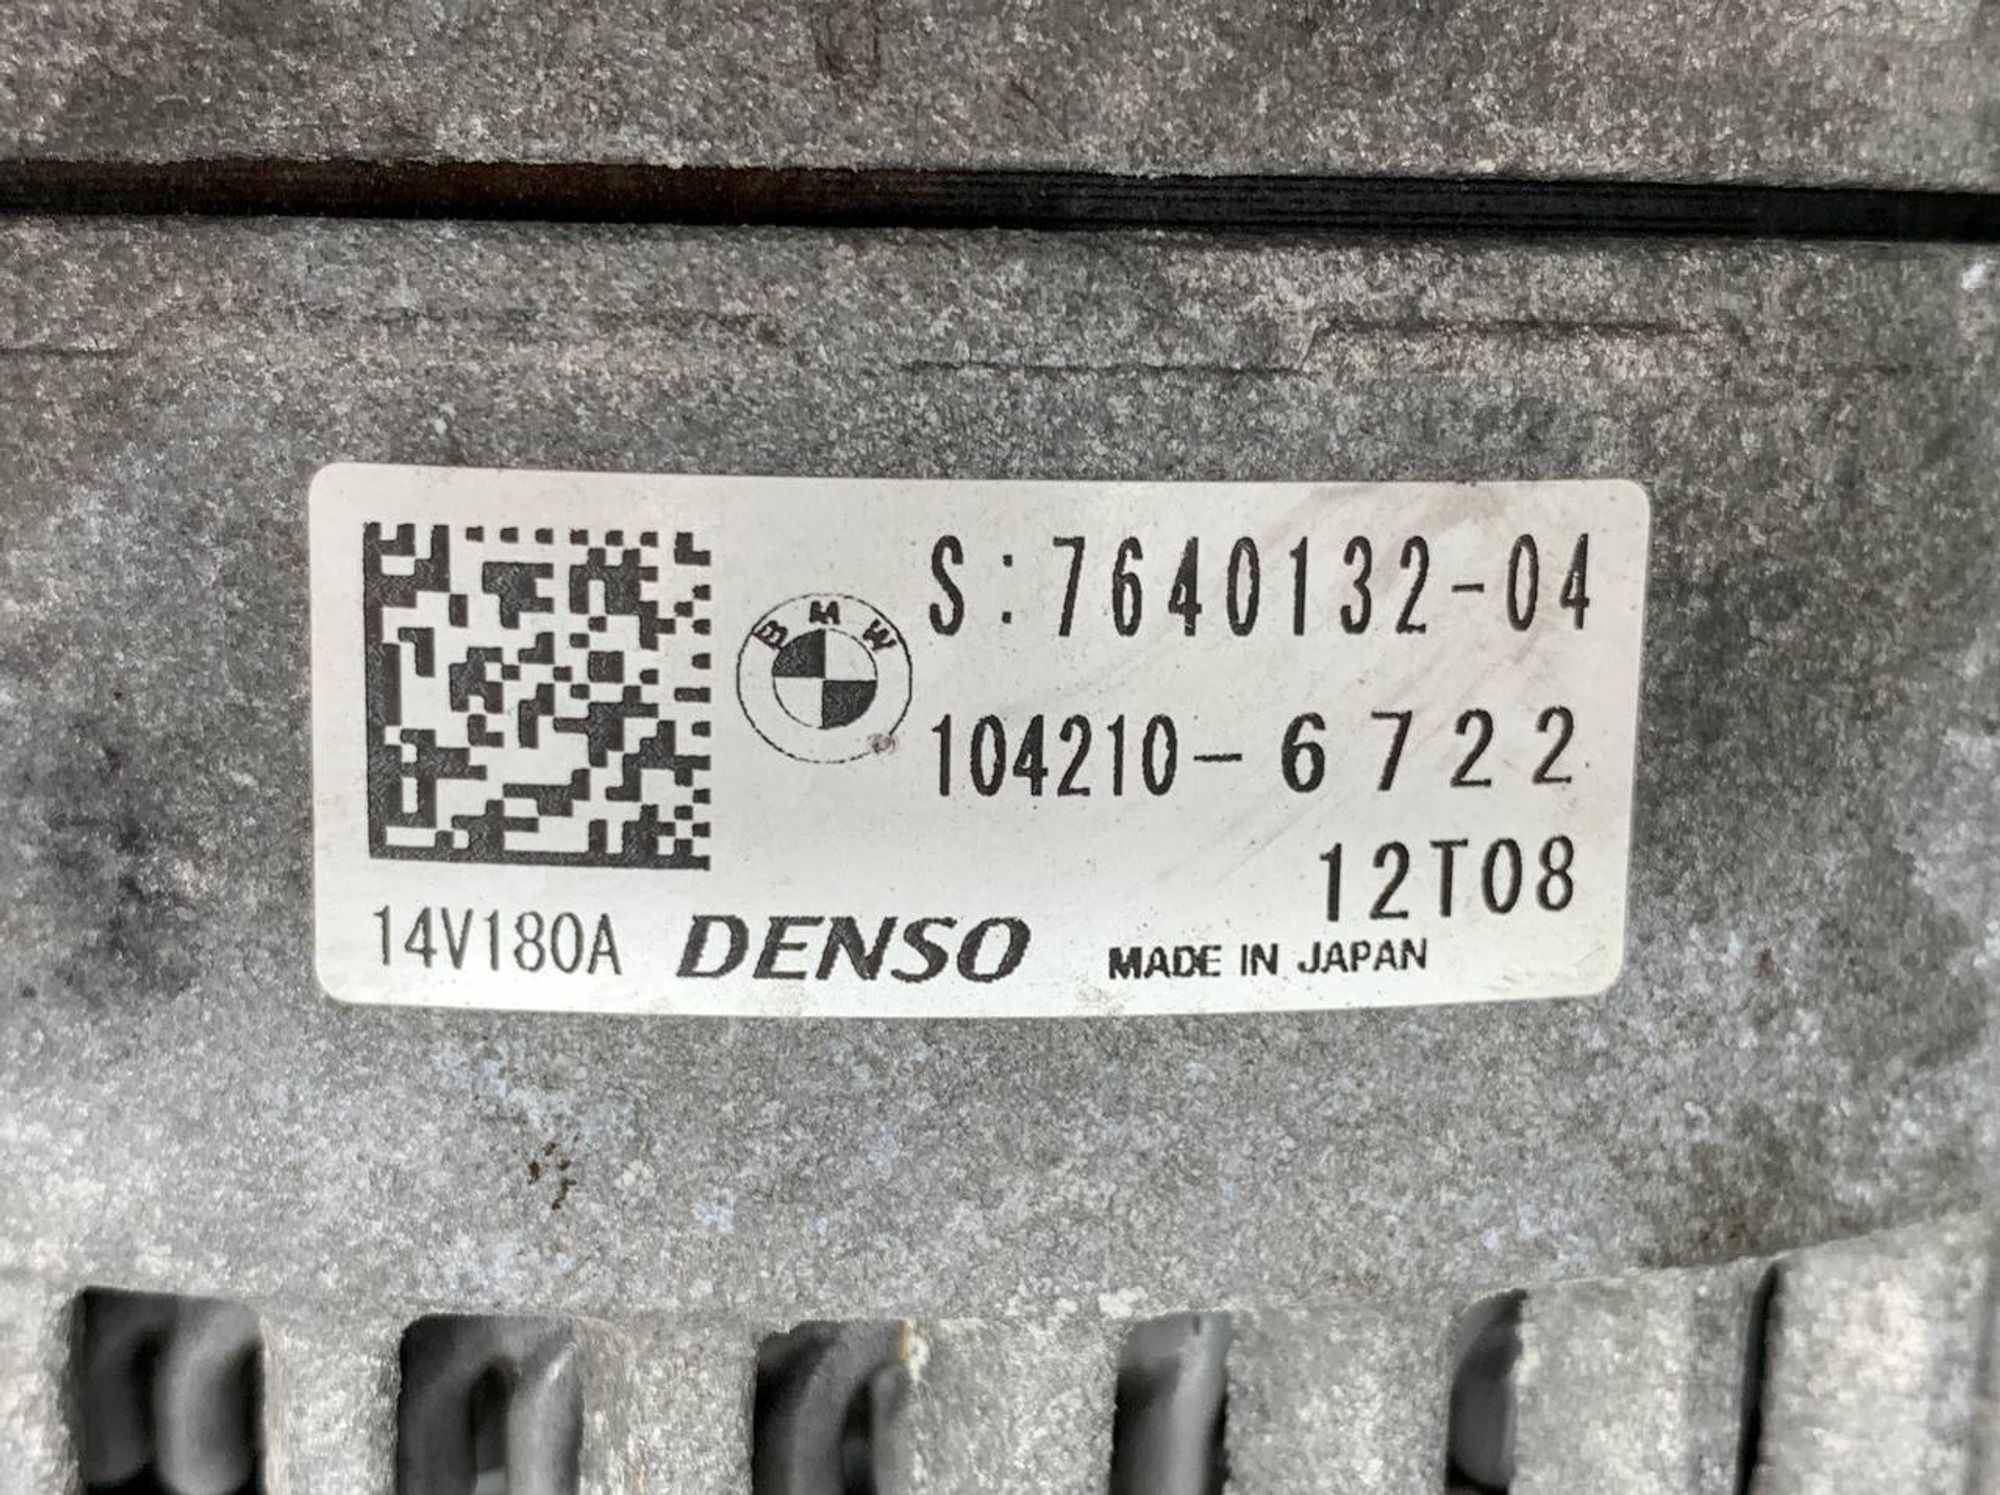 BMW
S:7640132-04
104210-6722
12T08
14V180A DENSO MADE IN JAPAN